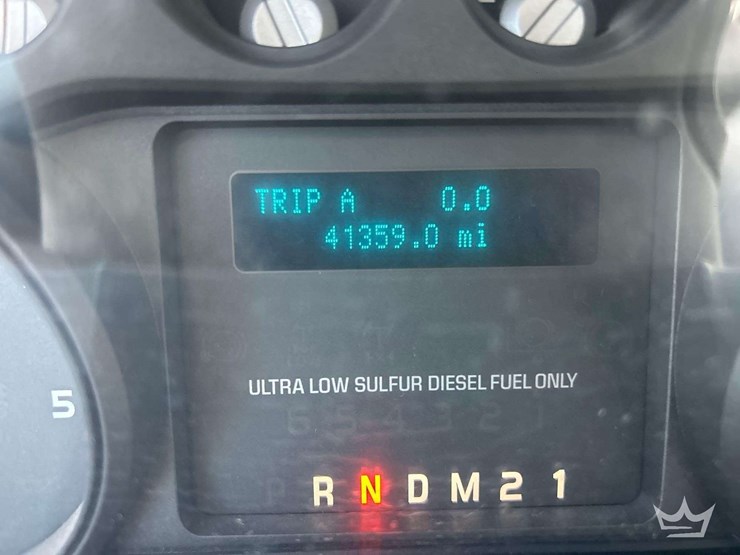 TRIP A 0.0
41359.0 mi
ULTRA LOW SULFUR DIESEL FUEL ONLY
5
R N D M 2 1